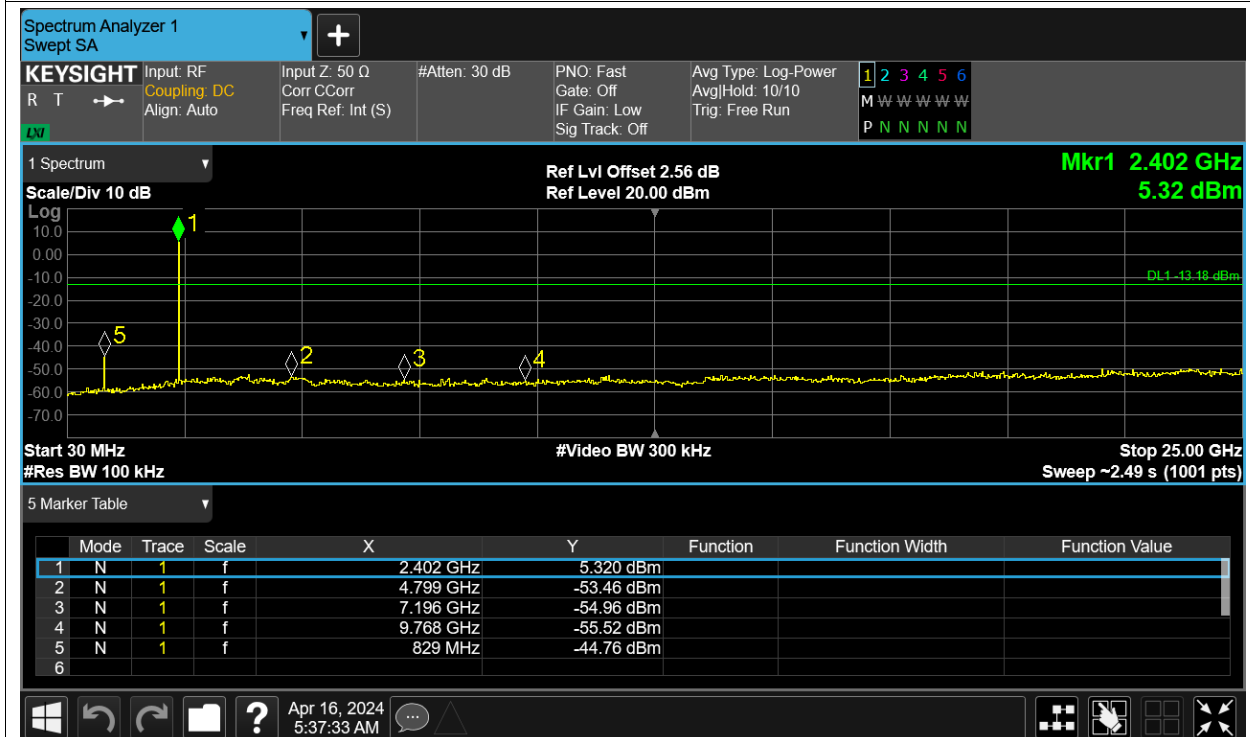 Spectrum Analyzer 1
Swept SA
+
KEYSIGHT Input: RF Input Z: 50 Ω #Atten: 30 dB PNO: Fast Avg Type: Log-Power 1 2 3 4 5 6
R T Coupling: DC Corr CCorr Gate: Off Avg|Hold: 10/10 M W W W W W W
Align: Auto Freq Ref: Int (S) IF Gain: Low Trig: Free Run
LXI Sig Track: Off P N N N N N N
1 Spectrum Ref Lvl Offset 2.56 dB Mkr1 2.402 GHz
Scale/Div 10 dB Ref Level 20.00 dBm 5.32 dBm
Log
10.0 1
0.00
-10.0 DL1 -13.18 dBm
-20.0
-30.0 5
-40.0 2 3 4
-50.0
-60.0
-70.0
Start 30 MHz #Video BW 300 kHz Stop 25.00 GHz
#Res BW 100 kHz Sweep ~2.49 s (1001 pts)
5 Marker Table
Mode Trace Scale X Y Function Function Width Function Value
1 N 1 f 2.402 GHz 5.320 dBm
2 N 1 f 4.799 GHz -53.46 dBm
3 N 1 f 7.196 GHz -54.96 dBm
4 N 1 f 9.768 GHz -55.52 dBm
5 N 1 f 829 MHz -44.76 dBm
6
? Apr 16, 2024
5:37:33 AM